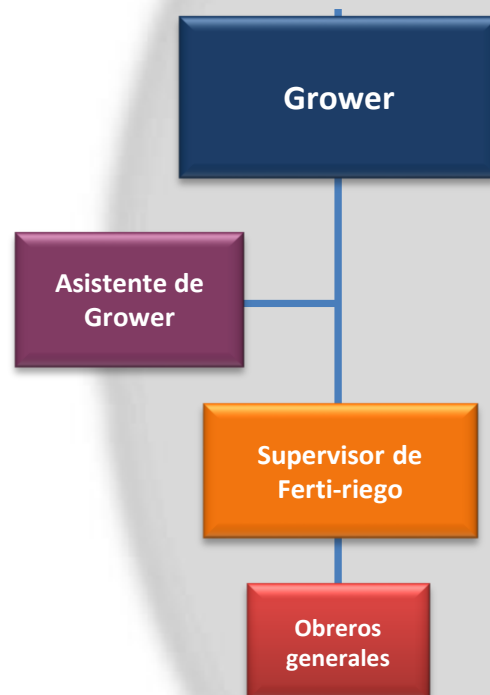 Grower
Asistente de
Grower
Supervisor de
Ferti-riego
Obreros
generales